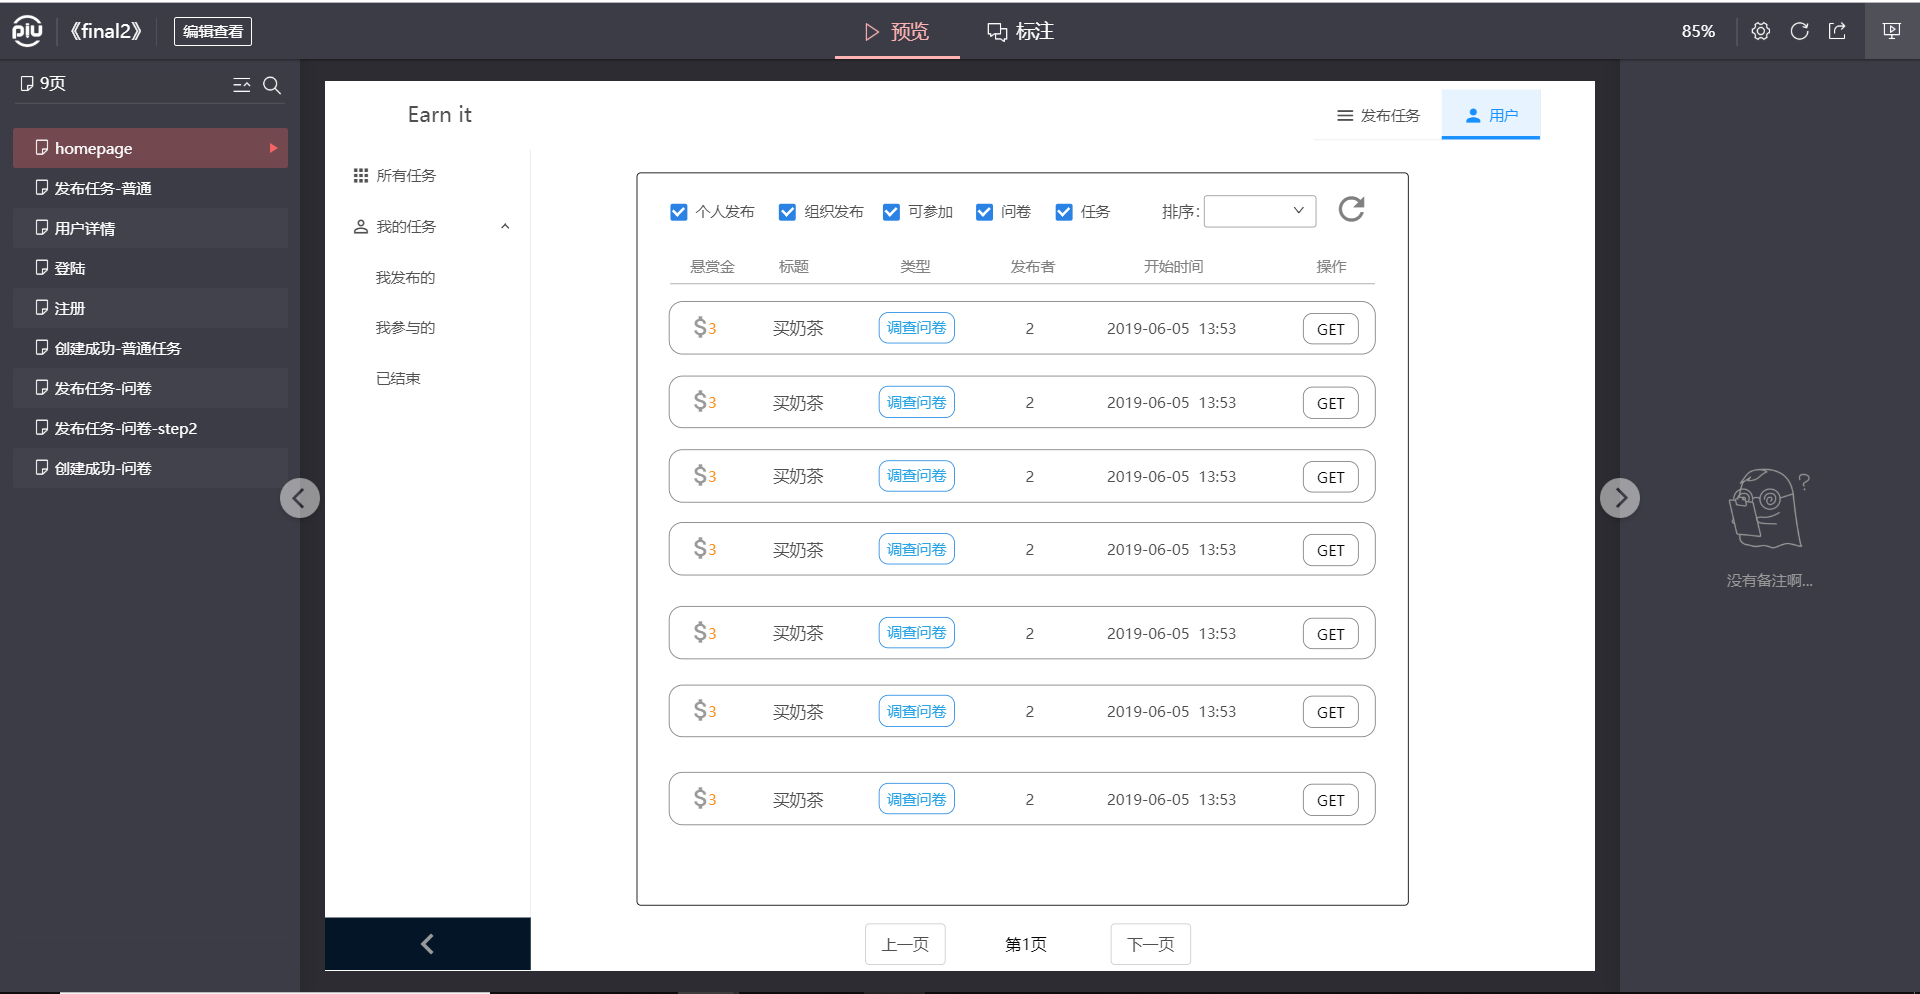 piu 《final2》 编辑查看 预览 标注 85%
9页
homepage
发布任务-普通
用户详情
登陆
注册
创建成功-普通任务
发布任务-问卷
发布任务-问卷-step2
创建成功-问卷
Earn it 发布任务 用户
所有任务
我的任务
我发布的
我参与的
已结束
个人发布 组织发布 可参加 问卷 任务 排序:
悬赏金 标题 类型 发布者 开始时间 操作
$3 买奶茶 调查问卷 2 2019-06-05 13:53 GET
$3 买奶茶 调查问卷 2 2019-06-05 13:53 GET
$3 买奶茶 调查问卷 2 2019-06-05 13:53 GET
$3 买奶茶 调查问卷 2 2019-06-05 13:53 GET
$3 买奶茶 调查问卷 2 2019-06-05 13:53 GET
$3 买奶茶 调查问卷 2 2019-06-05 13:53 GET
$3 买奶茶 调查问卷 2 2019-06-05 13:53 GET
上一页 第1页 下一页
?
没有备注啊...